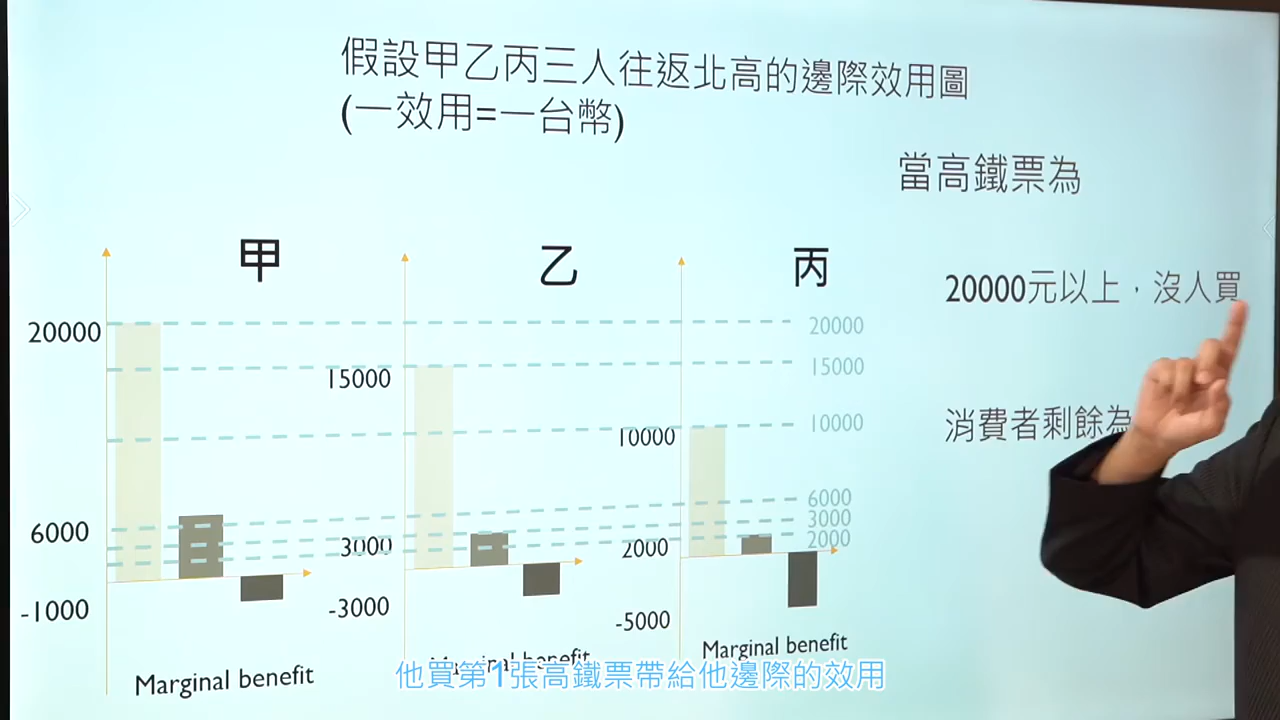 假設甲乙丙三人往返北高的邊際效用圖
(一效用=一台幣)
當高鐵票為
20000元以上，沒人買
消費者剩餘為
甲
乙
丙
20000
6000
-1000
Marginal benefit
15000
3000
-3000
Marginal benefit
10000
2000
-5000
Marginal benefit
20000
15000
10000
6000
3000
2000
他買第1張高鐵票帶給他邊際的效用